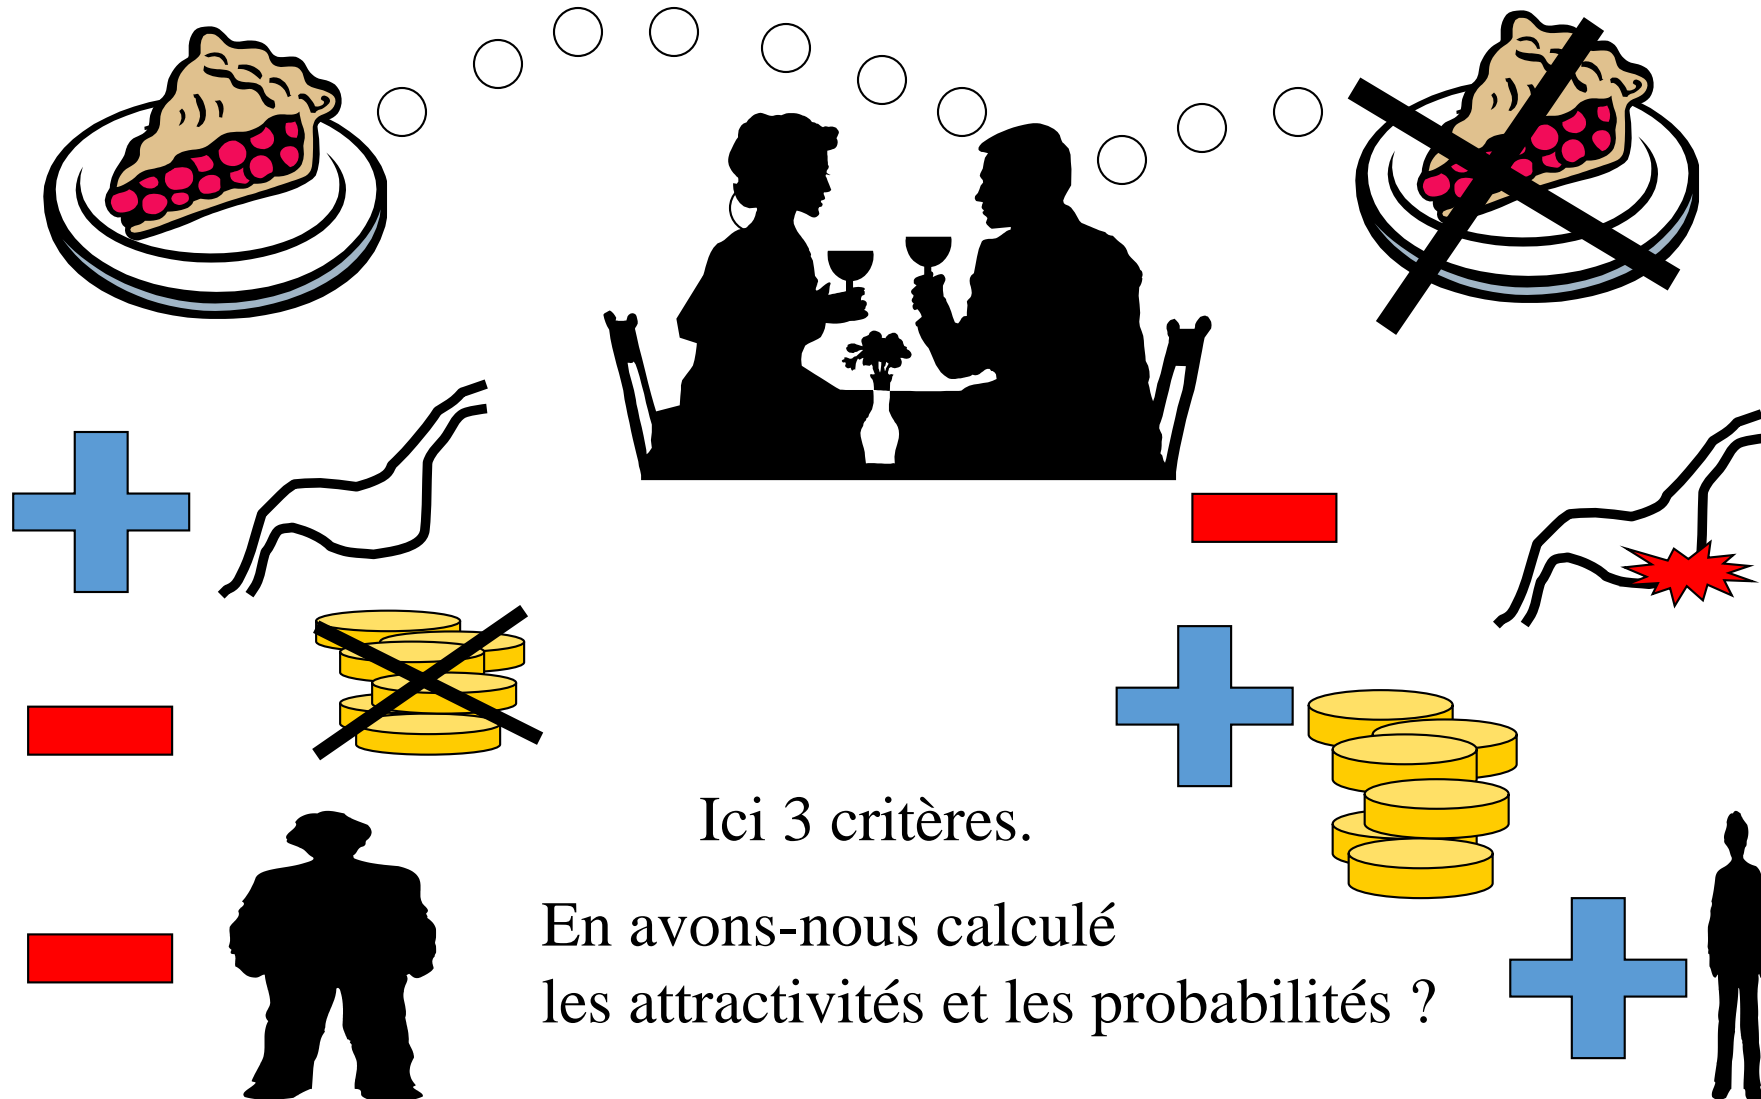 Ici 3 critères.
En avons-nous calculé
les attractivités et les probabilités ?